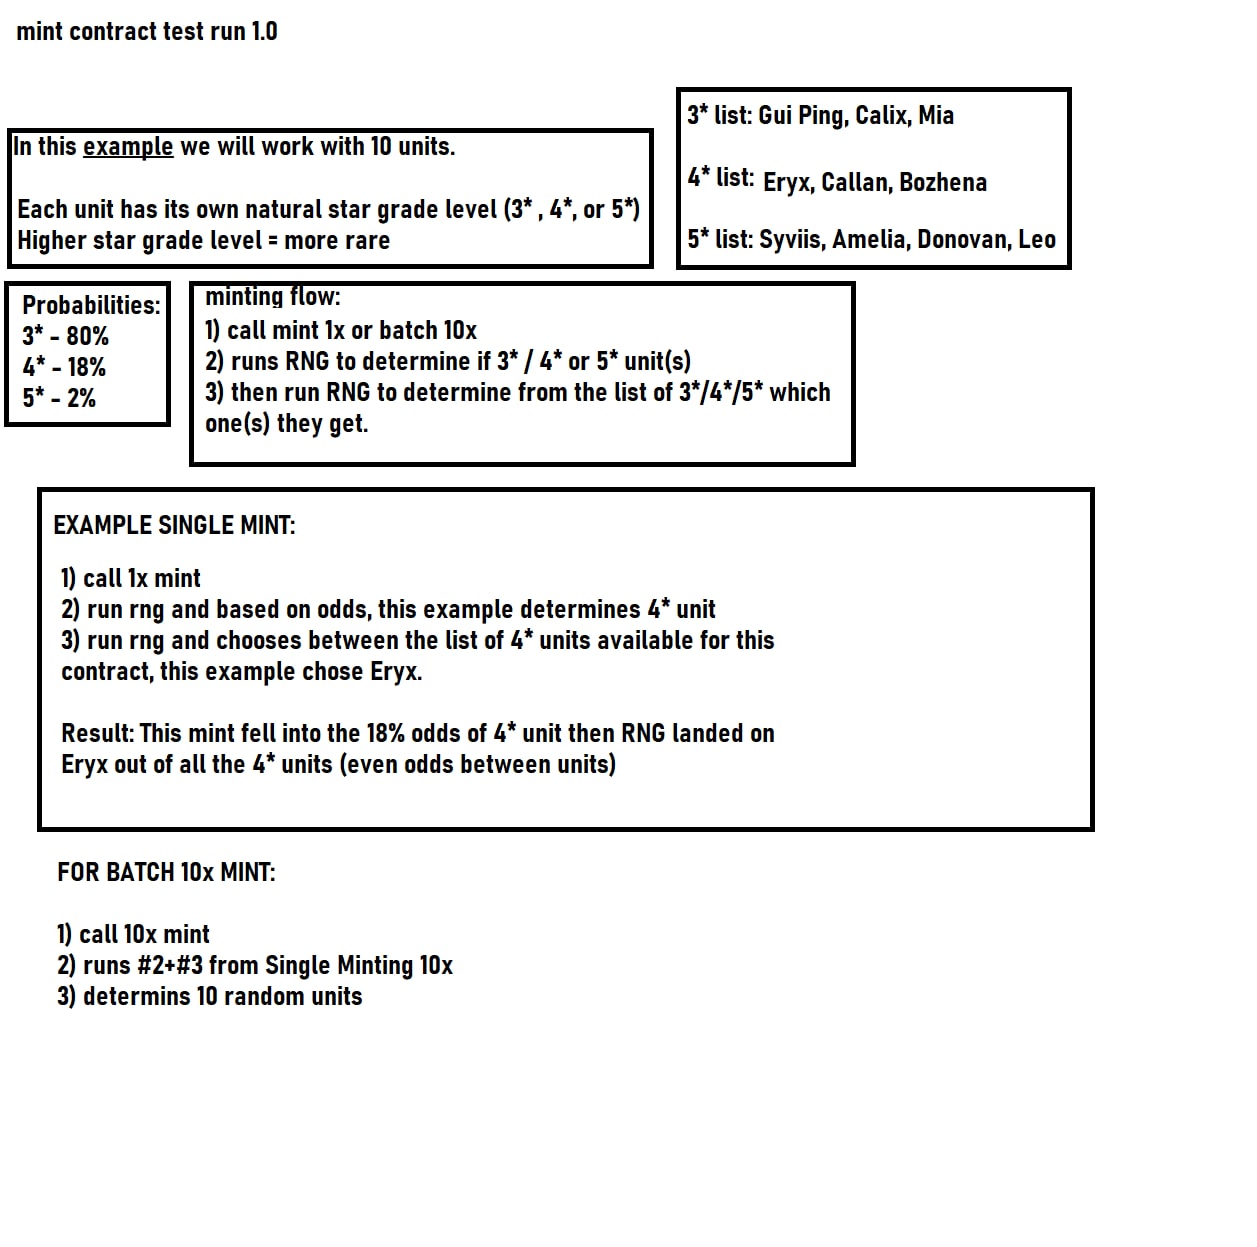 mint contract test run 1.0
In this example we will work with 10 units.
Each unit has its own natural star grade level (3* , 4*, or 5*)
Higher star grade level = more rare
3* list: Gui Ping, Calix, Mia
4* list: Eryx, Callan, Bozhena
5* list: Syviis, Amelia, Donovan, Leo
Probabilities:
3* - 80%
4* - 18%
5* - 2%
minting flow:
1) call mint 1x or batch 10x
2) runs RNG to determine if 3* / 4* or 5* unit(s)
3) then run RNG to determine from the list of 3*/4*/5* which
one(s) they get.
EXAMPLE SINGLE MINT:
1) call 1x mint
2) run rng and based on odds, this example determines 4* unit
3) run rng and chooses between the list of 4* units available for this
contract, this example chose Eryx.
Result: This mint fell into the 18% odds of 4* unit then RNG landed on
Eryx out of all the 4* units (even odds between units)
FOR BATCH 10x MINT:
1) call 10x mint
2) runs #2+#3 from Single Minting 10x
3) determins 10 random units